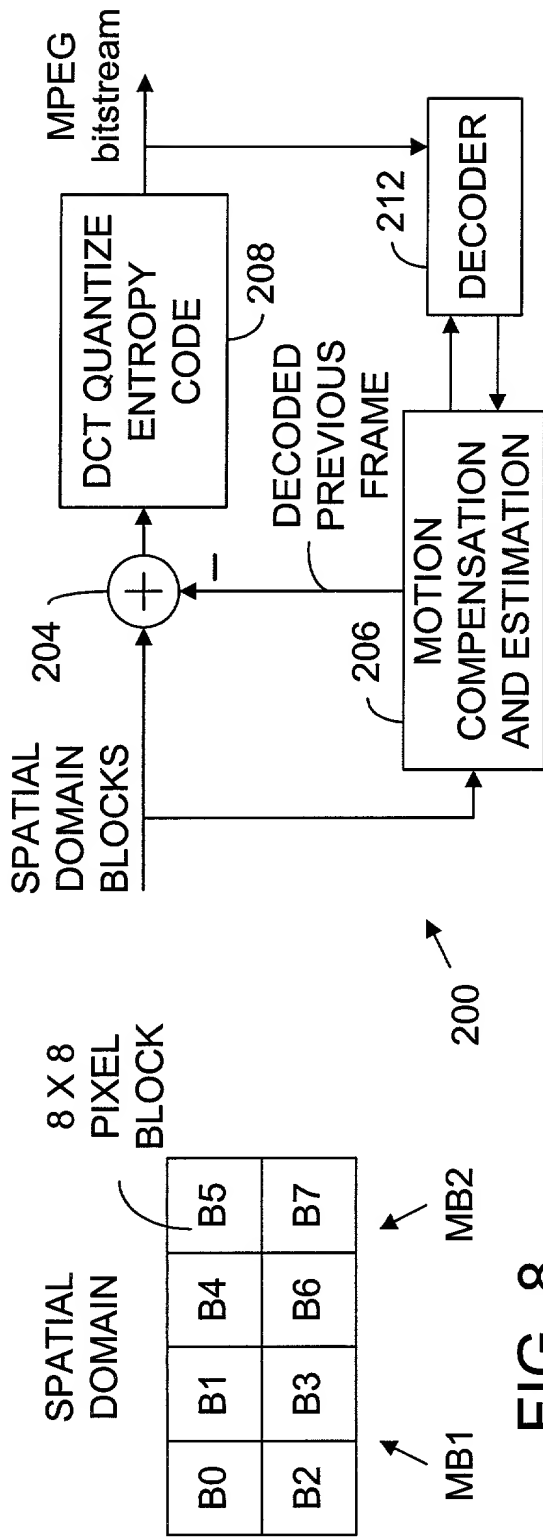 SPATIAL
DOMAIN
8 X 8
PIXEL
BLOCK
B0 B1 B4 B5
B2 B3 B6 B7
MB1
MB2
FIG. 8
200
SPATIAL
DOMAIN
BLOCKS
204
+
−
DCT QUANTIZE
ENTROPY
CODE
208
MPEG
bitstream
DECODED
PREVIOUS
FRAME
206
MOTION
COMPENSATION
AND ESTIMATION
212
DECODER